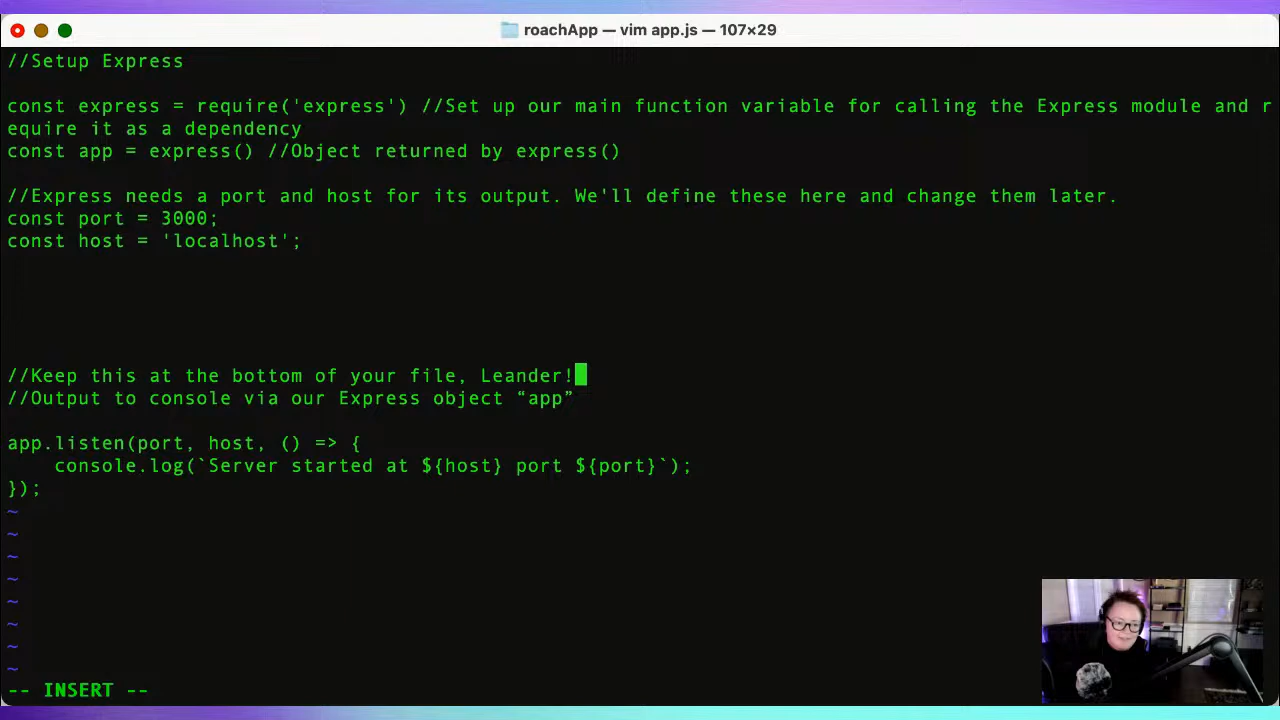 roachApp — vim app.js — 107×29
//Setup Express
const express = require('express') //Set up our main function variable for calling the Express module and r
equire it as a dependency
const app = express() //Object returned by express()
//Express needs a port and host for its output. We'll define these here and change them later.
const port = 3000;
const host = 'localhost';
//Keep this at the bottom of your file, Leander!
//Output to console via our Express object “app”
app.listen(port, host, () => {
    console.log(`Server started at ${host} port ${port}`);
});
~
~
~
~
~
~
~
~
-- INSERT --